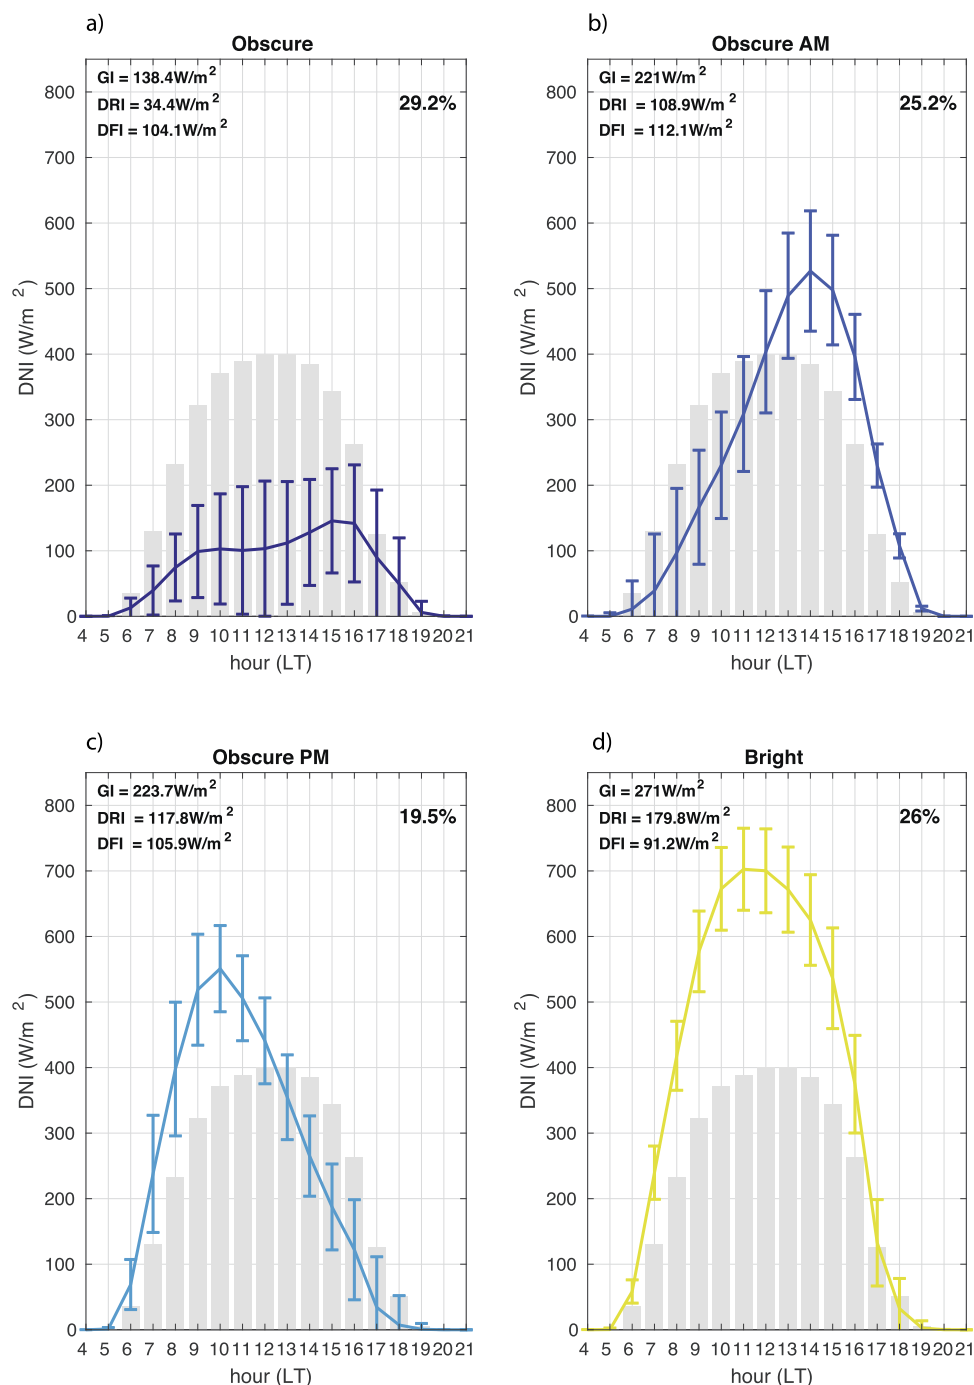 a)
Obscure
GI = 138.4W/m²
DRI = 34.4W/m²
DFI = 104.1W/m²
29.2%
800
700
600
500
400
300
200
100
0
DNI (W/m²)
4 5 6 7 8 9 10 11 12 13 14 15 16 17 18 19 20 21
hour (LT)
b)
Obscure AM
GI = 221W/m²
DRI = 108.9W/m²
DFI = 112.1W/m²
25.2%
800
700
600
500
400
300
200
100
0
DNI (W/m²)
4 5 6 7 8 9 10 11 12 13 14 15 16 17 18 19 20 21
hour (LT)
c)
Obscure PM
GI = 223.7W/m²
DRI = 117.8W/m²
DFI = 105.9W/m²
19.5%
800
700
600
500
400
300
200
100
0
DNI (W/m²)
4 5 6 7 8 9 10 11 12 13 14 15 16 17 18 19 20 21
hour (LT)
d)
Bright
GI = 271W/m²
DRI = 179.8W/m²
DFI = 91.2W/m²
26%
800
700
600
500
400
300
200
100
0
DNI (W/m²)
4 5 6 7 8 9 10 11 12 13 14 15 16 17 18 19 20 21
hour (LT)